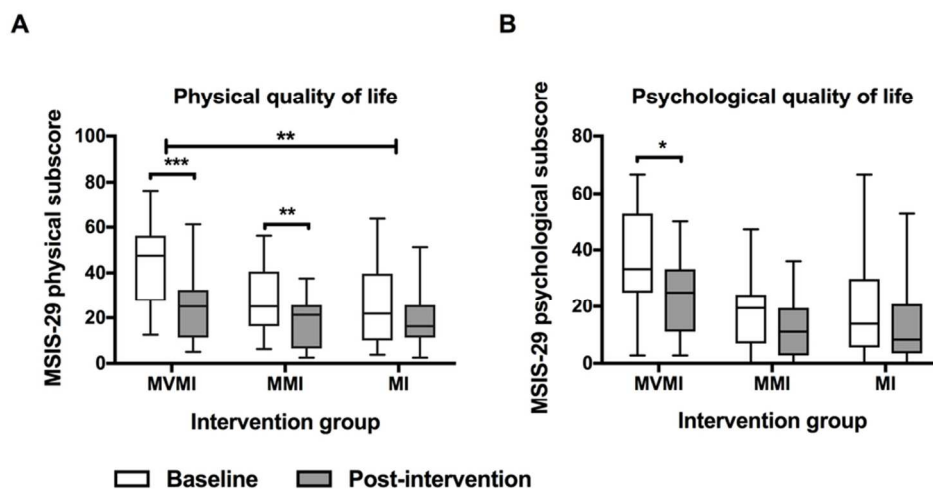 A
Physical quality of life
MSIS-29 physical subscore
100
80
60
40
20
0
**
***
**
MVMI
MMI
MI
Intervention group
B
Psychological quality of life
MSIS-29 psychological subscore
80
60
40
20
0
*
MVMI
MMI
MI
Intervention group
Baseline
Post-intervention